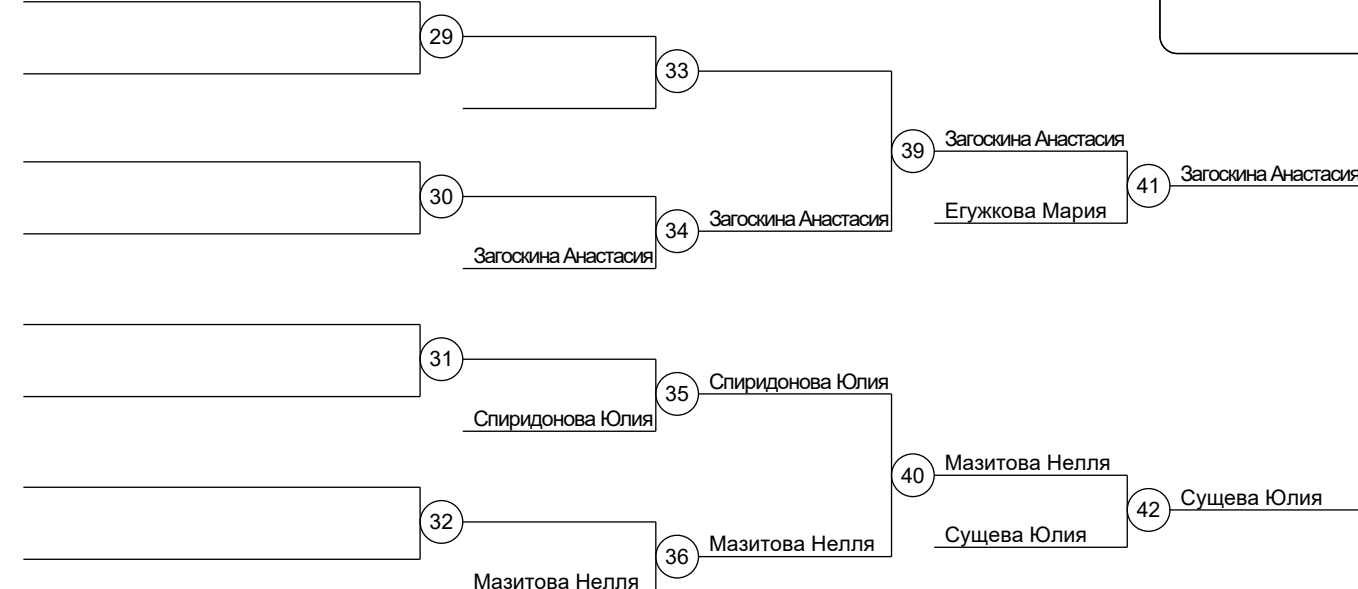 29
33
39
Загоскина Анастасия
41
Загоскина Анастасия
30
34
Загоскина Анастасия
Егужкова Мария
Загоскина Анастасия
31
35
Спиридонова Юлия
Спиридонова Юлия
40
Мазитова Нелля
42
Сущева Юлия
32
36
Мазитова Нелля
Сущева Юлия
Мазитова Нелля